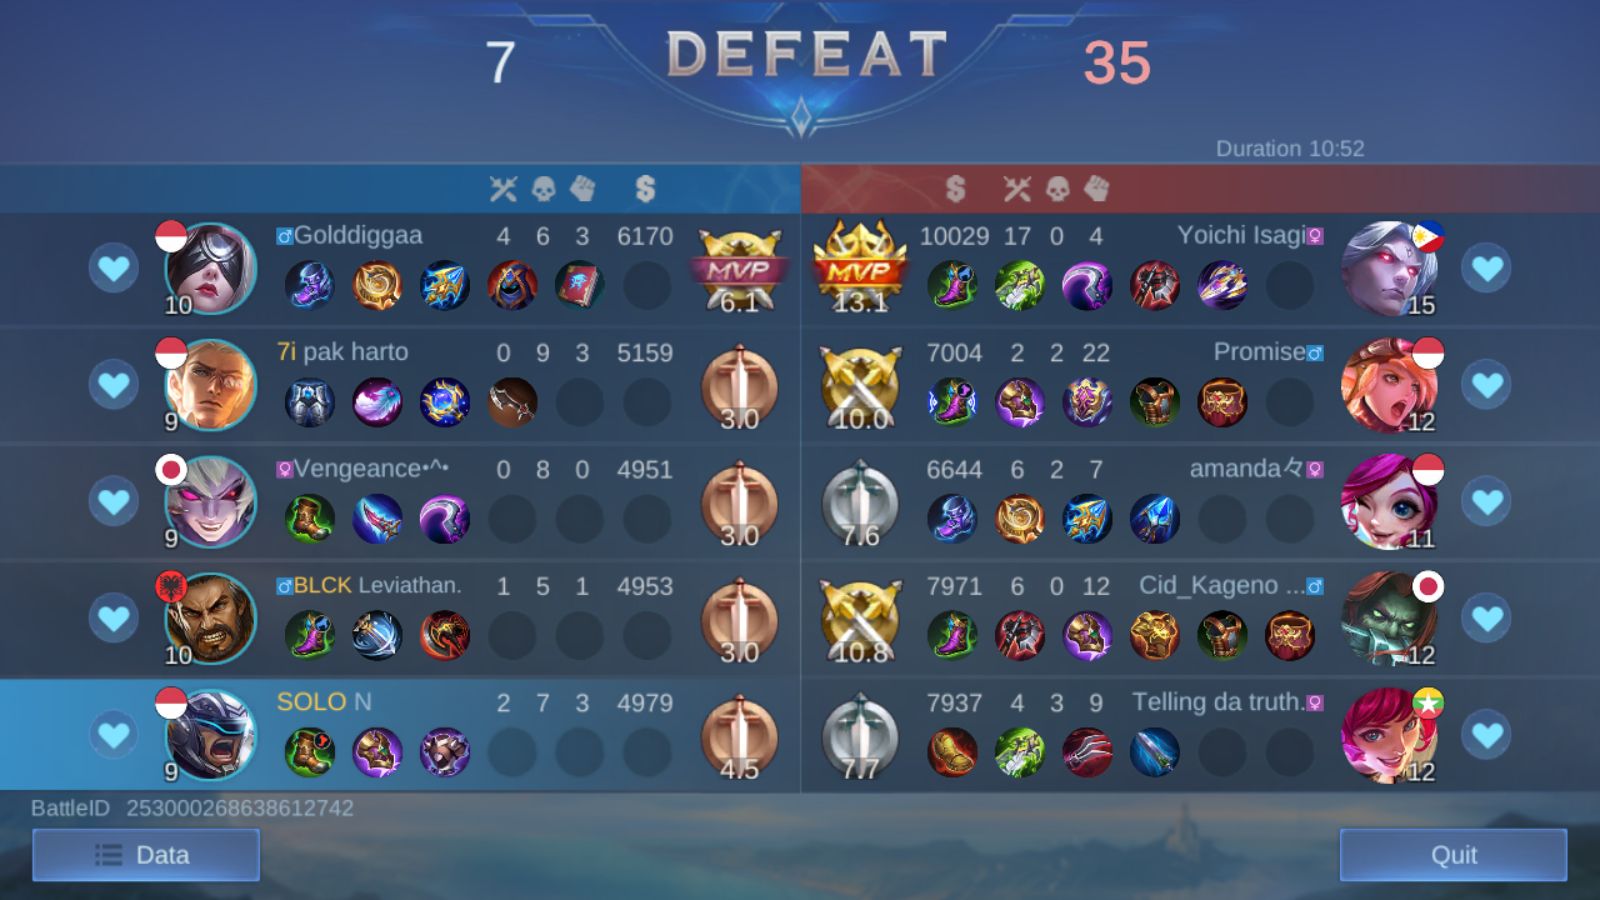 7 DEFEAT 35
Duration 10:52
Golddiggaa 4 6 3 6170 MVP 6.1 10
MVP 13.1 10029 17 0 4 Yoichi Isagi 15
7i pak harto 0 9 3 5159 3.0 9
10.0 7004 2 2 22 Promise 12
Vengeance•^• 0 8 0 4951 3.0 9
7.6 6644 6 2 7 amanda々 11
BLCK Leviathan. 1 5 1 4953 3.0 10
10.8 7971 6 0 12 Cid_Kageno ... 12
SOLO N 2 7 3 4979 4.5 9
7.7 7937 4 3 9 Telling da truth. 12
BattleID 253000268638612742
Data
Quit